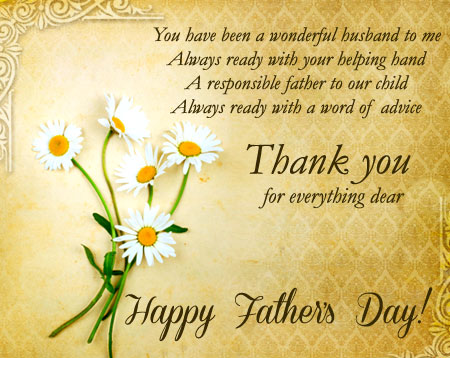 You have been a wonderful husband to me
Always ready with your helping hand
A responsible father to our child
Always ready with a word of advice
Thank you
for everything dear
Happy Father's Day!